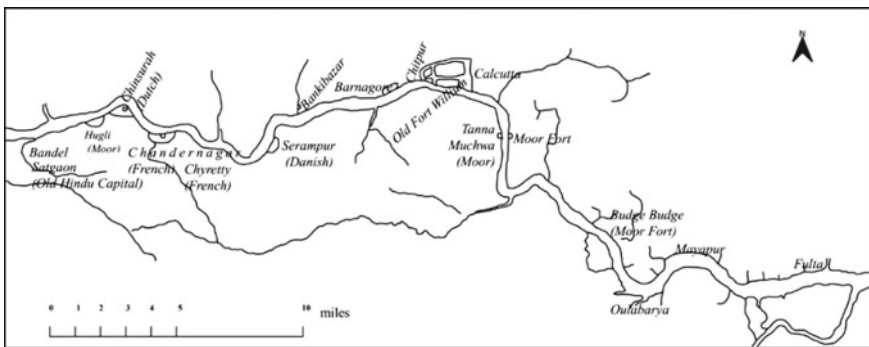 N
Chinsurah
(Dutch)
Hugli
(Moor)
Bandel
Satgaon
(Old Hindu Capital)
Chandernagar
(French)
Chyretty
(French)
Bankibazar
Serampur
(Danish)
Barnagore
Chitpur
Calcutta
Old Fort William
Tanna
Muchwa
(Moor)
Moor Fort
Budge Budge
(Moor Fort)
Mayapur
Oulabarya
Fulta
0 1 2 3 4 5 10
miles